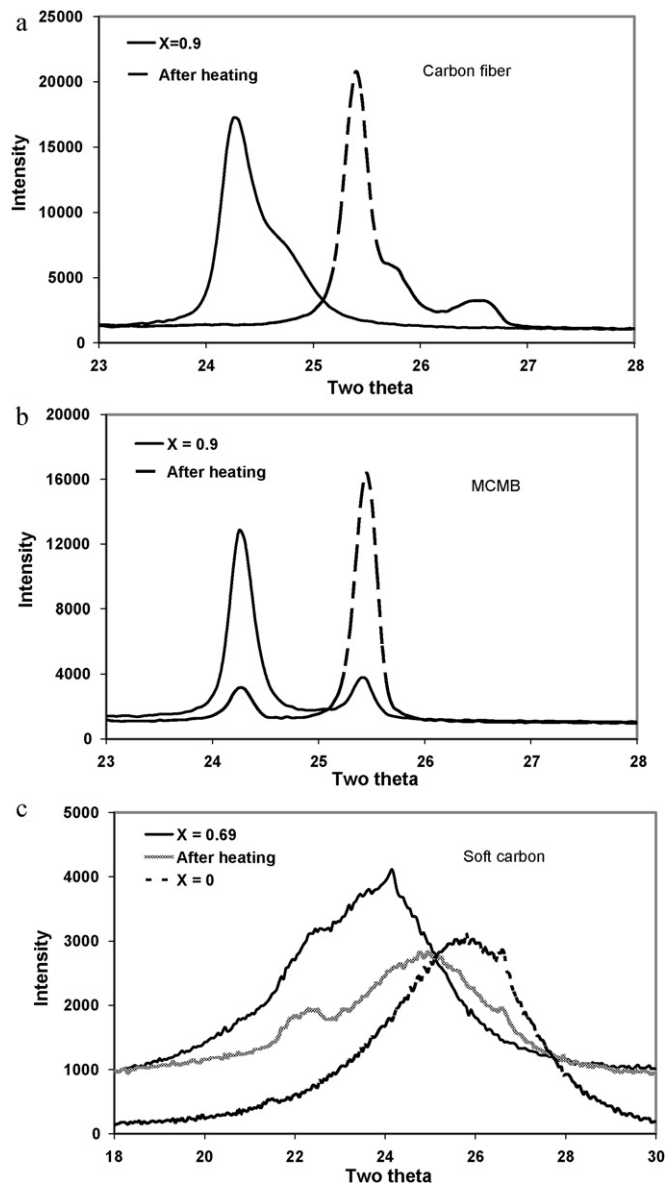 a
25000
X=0.9
Carbon fiber
After heating
20000
15000
Intensity
10000
5000
0
23 24 25 26 27 28
Two theta
b
20000
X = 0.9
After heating
MCMB
16000
12000
Intensity
8000
4000
0
23 24 25 26 27 28
Two theta
c
5000
X = 0.69
After heating
Soft carbon
X = 0
4000
3000
Intensity
2000
1000
0
18 20 22 24 26 28 30
Two theta